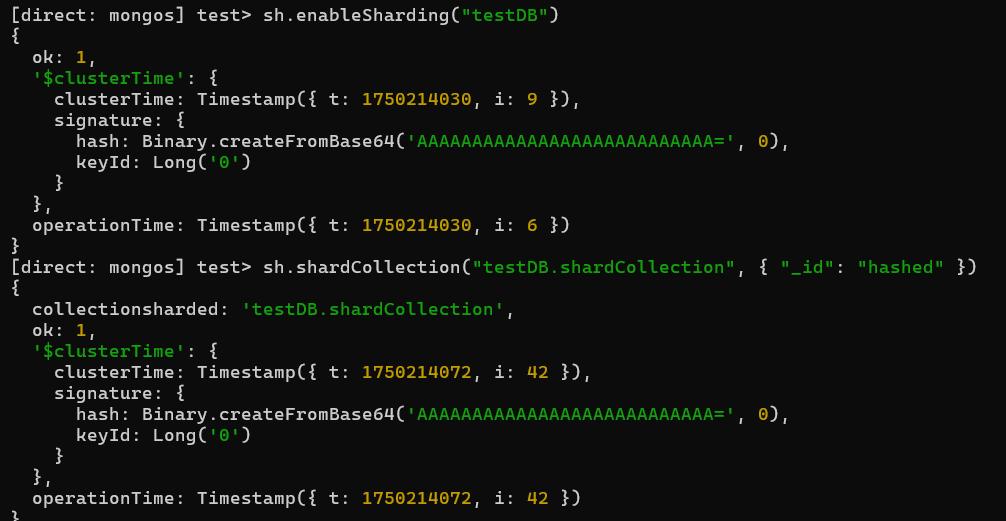 [direct: mongos] test> sh.enableSharding("testDB")
{
  ok: 1,
  '$clusterTime': {
    clusterTime: Timestamp({ t: 1750214030, i: 9 }),
    signature: {
      hash: Binary.createFromBase64('AAAAAAAAAAAAAAAAAAAAAAAAAAA=', 0),
      keyId: Long('0')
    }
  },
  operationTime: Timestamp({ t: 1750214030, i: 6 })
}
[direct: mongos] test> sh.shardCollection("testDB.shardCollection", { "_id": "hashed" })
{
  collectionsharded: 'testDB.shardCollection',
  ok: 1,
  '$clusterTime': {
    clusterTime: Timestamp({ t: 1750214072, i: 42 }),
    signature: {
      hash: Binary.createFromBase64('AAAAAAAAAAAAAAAAAAAAAAAAAAA=', 0),
      keyId: Long('0')
    }
  },
  operationTime: Timestamp({ t: 1750214072, i: 42 })
}